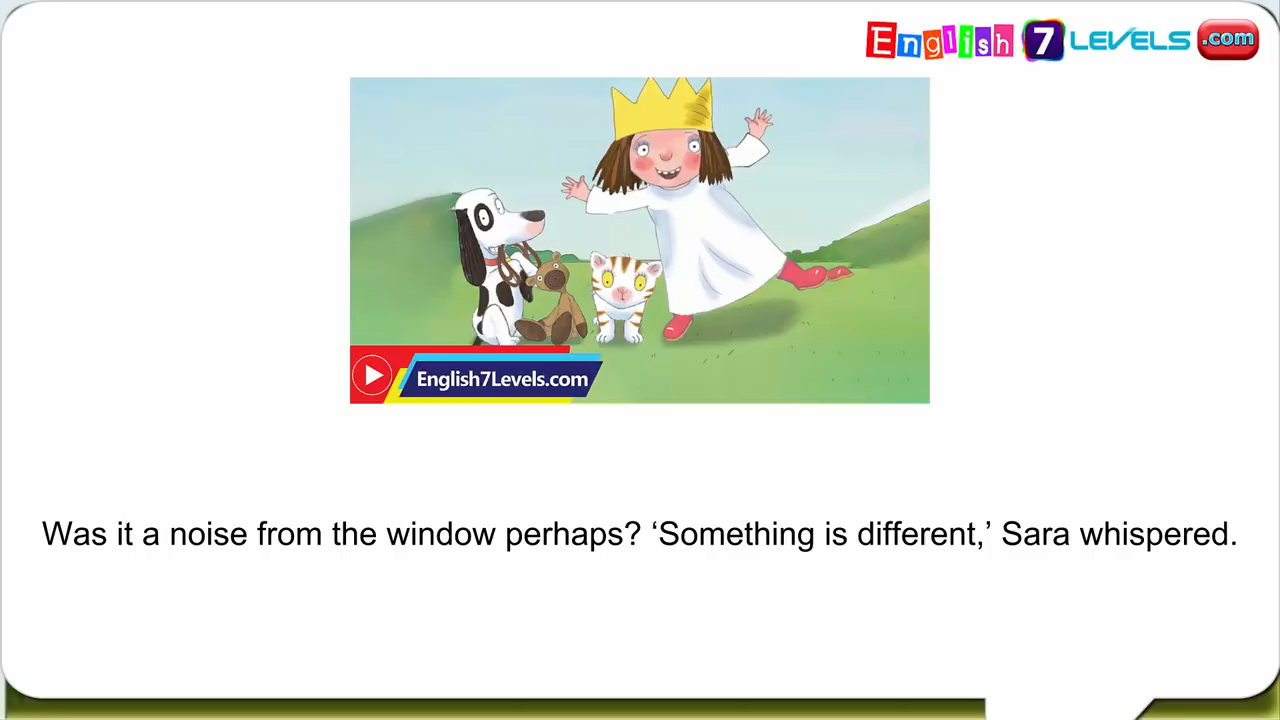 English 7 LEVELS .com
English7Levels.com
Was it a noise from the window perhaps? ‘Something is different,’ Sara whispered.